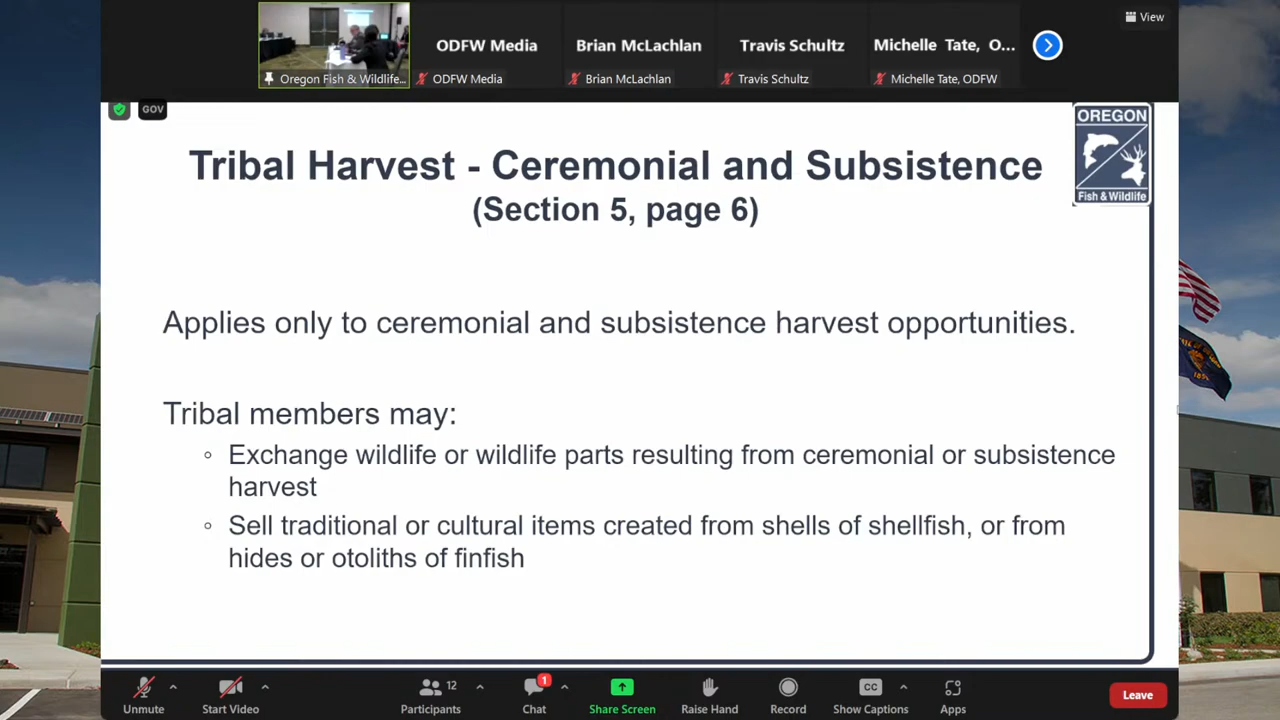 View
ODFW Media
Brian McLachlan
Travis Schultz
Michelle Tate, O...
Oregon Fish & Wildlife...
ODFW Media
Brian McLachlan
Travis Schultz
Michelle Tate, ODFW
GOV
OREGON
Fish & Wildlife
Tribal Harvest - Ceremonial and Subsistence
(Section 5, page 6)
Applies only to ceremonial and subsistence harvest opportunities.
Tribal members may:
◦ Exchange wildlife or wildlife parts resulting from ceremonial or subsistence
harvest
◦ Sell traditional or cultural items created from shells of shellfish, or from
hides or otoliths of finfish
Unmute
Start Video
12
Participants
1
Chat
Share Screen
Raise Hand
Record
CC
Show Captions
Apps
Leave